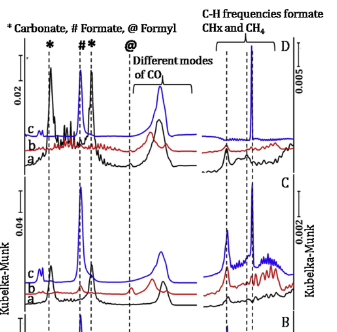 C-H frequencies formate
* Carbonate, # Formate, @ Formyl
CHx and CH4
* # * @
Different modes
of CO
D
0.02
0.005
c
b
a
C
0.04
0.002
c
b
a
Kubelka-Munk
Kubelka-Munk
B